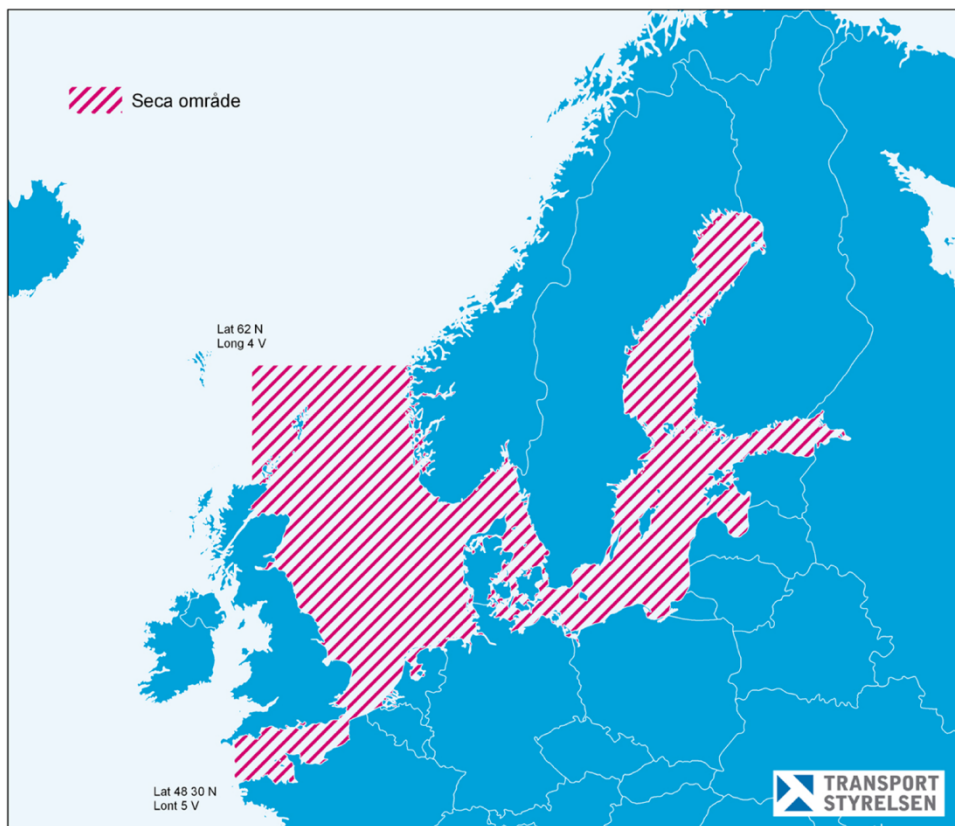 Seca område
Lat 62 N
Long 4 V
Lat 48 30 N
Lont 5 V
TRANSPORT
STYRELSEN